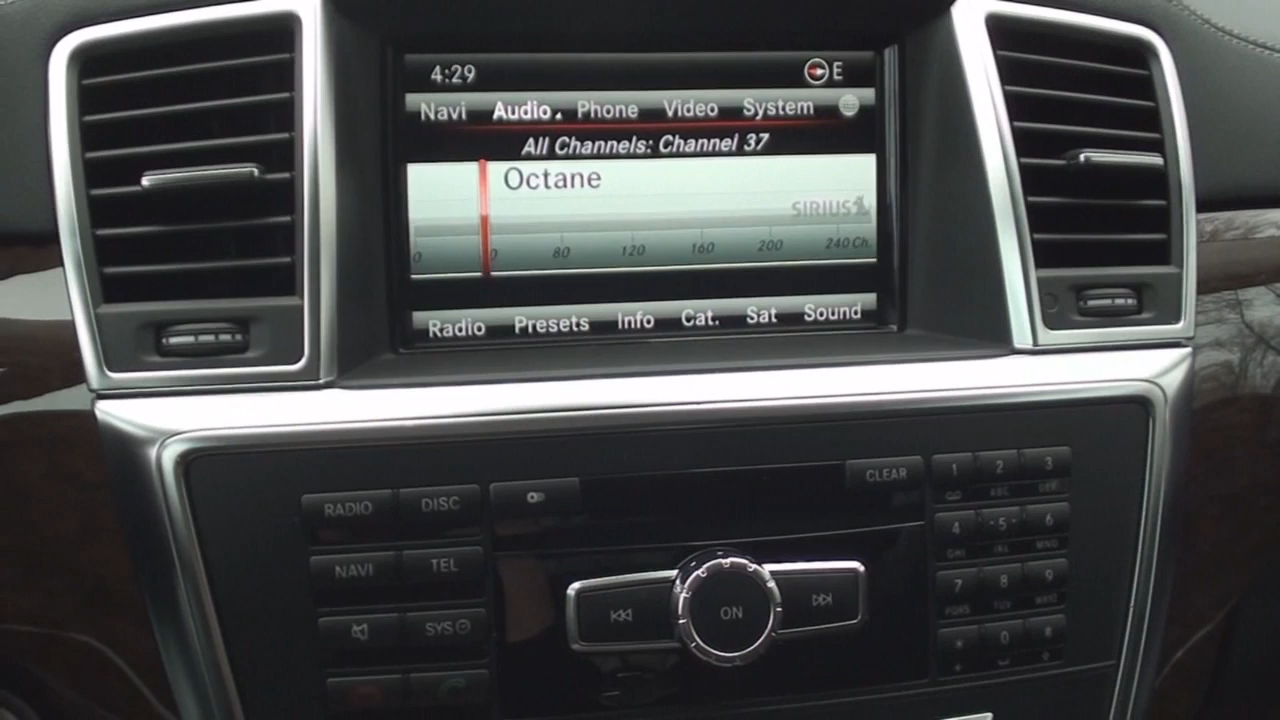 4:29 E
Navi Audio Phone Video System
All Channels: Channel 37
Octane
SIRIUS
0 80 120 160 200 240 Ch.
Radio Presets Info Cat. Sat Sound
RADIO DISC CLEAR 1 2 3
ABC DEF
4 5 6
GHI JKL MNO
NAVI TEL
ON
7 8 9
PQRS TUV WXYZ
SYS
* 0 #